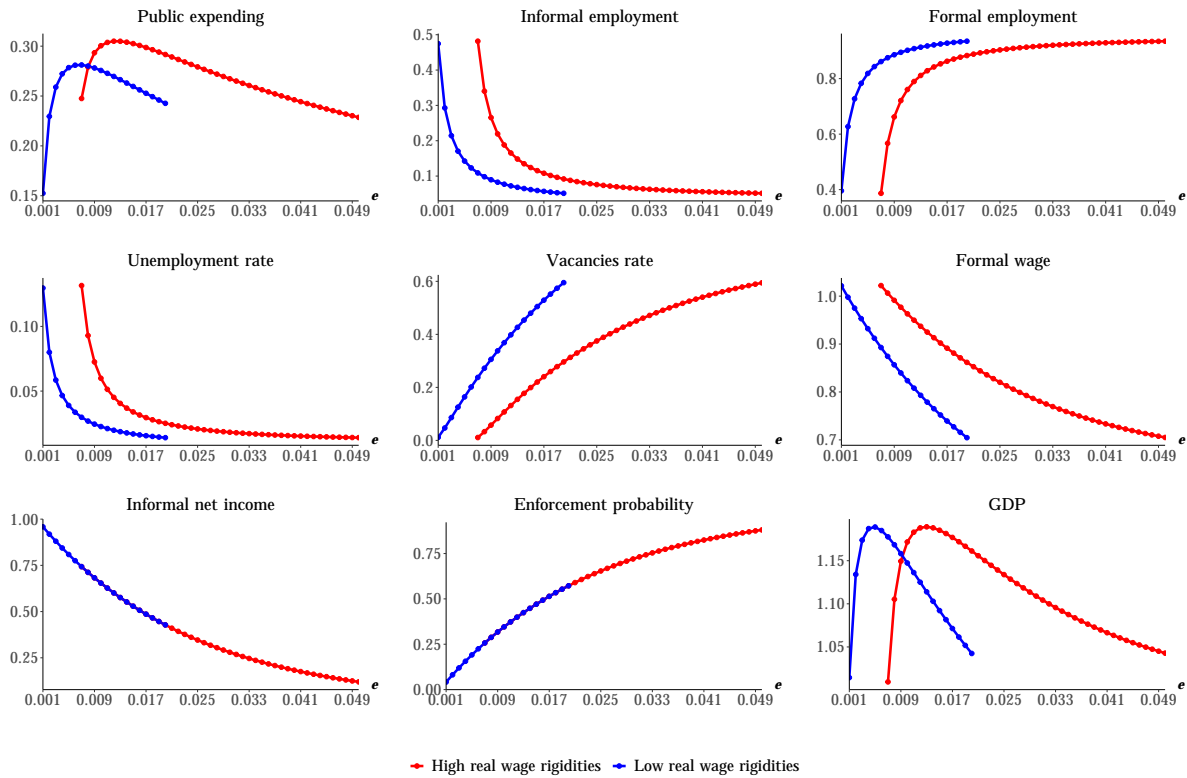 Public expending
Informal employment
Formal employment
0.30
0.25
0.20
0.15
0.001 0.009 0.017 0.025 0.033 0.041 0.049 e
0.5
0.4
0.3
0.2
0.1
0.001 0.009 0.017 0.025 0.033 0.041 0.049 e
0.8
0.6
0.4
0.001 0.009 0.017 0.025 0.033 0.041 0.049 e
Unemployment rate
Vacancies rate
Formal wage
0.10
0.05
0.001 0.009 0.017 0.025 0.033 0.041 0.049 e
0.6
0.4
0.2
0.0
0.001 0.009 0.017 0.025 0.033 0.041 0.049 e
1.0
0.9
0.8
0.7
0.001 0.009 0.017 0.025 0.033 0.041 0.049 e
Informal net income
Enforcement probability
GDP
1.00
0.75
0.50
0.25
0.001 0.009 0.017 0.025 0.033 0.041 0.049 e
0.75
0.50
0.25
0.00
0.001 0.009 0.017 0.025 0.033 0.041 0.049 e
1.15
1.10
1.05
0.001 0.009 0.017 0.025 0.033 0.041 0.049 e
High real wage rigidities Low real wage rigidities